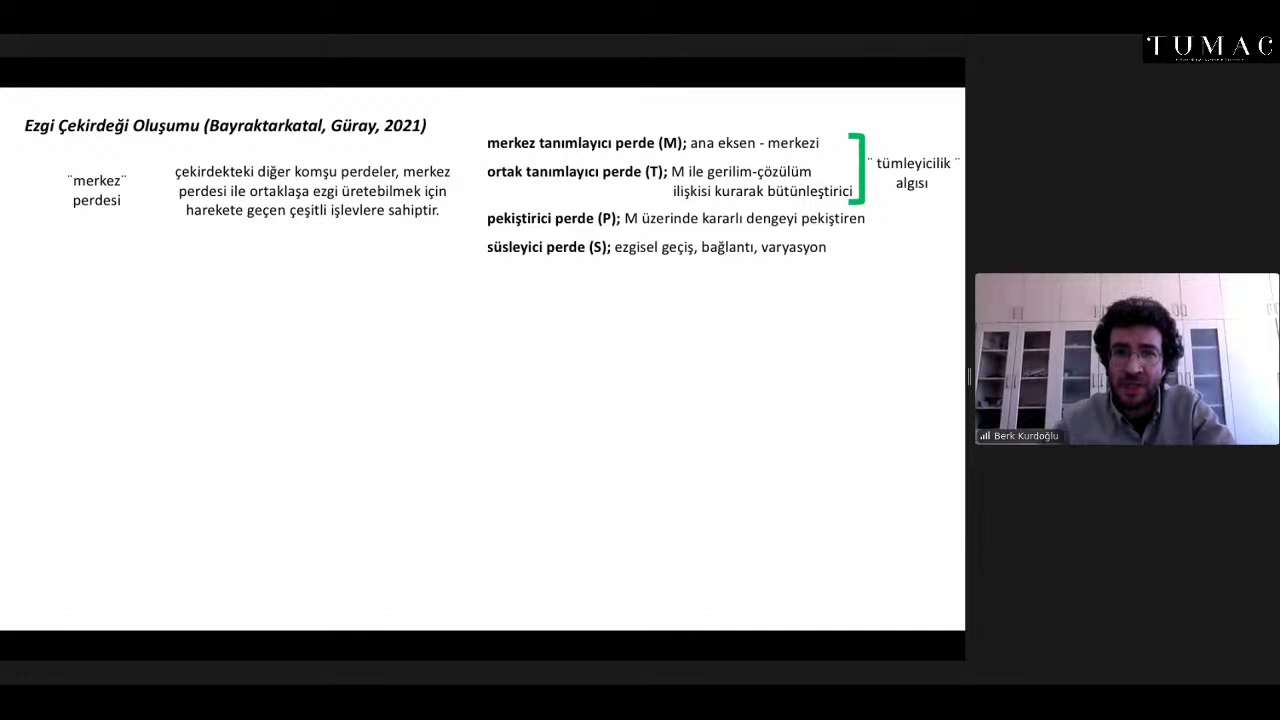 TUMAC
Ezgi Çekirdeği Oluşumu (Bayraktarkatal, Güray, 2021)
¨merkez¨
perdesi
çekirdekteki diğer komşu perdeler, merkez
perdesi ile ortaklaşa ezgi üretebilmek için
harekete geçen çeşitli işlevlere sahiptir.
merkez tanımlayıcı perde (M); ana eksen - merkezi
ortak tanımlayıcı perde (T); M ile gerilim-çözülüm
ilişkisi kurarak bütünleştirici
pekiştirici perde (P); M üzerinde kararlı dengeyi pekiştiren
süsleyici perde (S); ezgisel geçiş, bağlantı, varyasyon
¨ tümleyicilik ¨
algısı
Berk Kurdoğlu